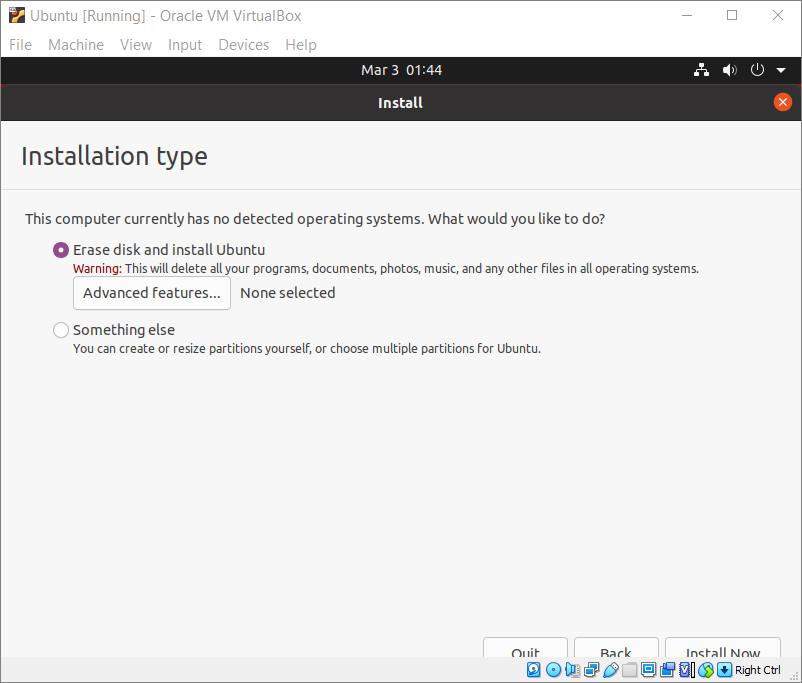 Ubuntu [Running] - Oracle VM VirtualBox
File Machine View Input Devices Help
Mar 3 01:44
Install
Installation type
This computer currently has no detected operating systems. What would you like to do?
Erase disk and install Ubuntu
Warning: This will delete all your programs, documents, photos, music, and any other files in all operating systems.
Advanced features... None selected
Something else
You can create or resize partitions yourself, or choose multiple partitions for Ubuntu.
Quit Back Install Now
Right Ctrl